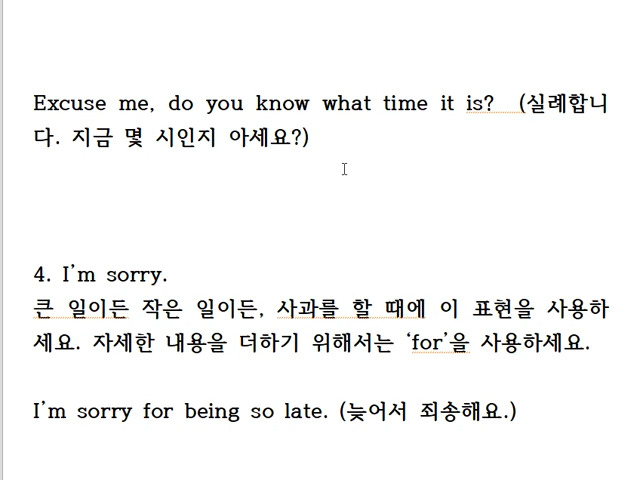 Excuse me, do you know what time it is?  (실례합니
다. 지금 몇 시인지 아세요?)
4. I'm sorry.
큰 일이든 작은 일이든, 사과를 할 때에 이 표현을 사용하
세요. 자세한 내용을 더하기 위해서는 ‘for’을 사용하세요.
I'm sorry for being so late. (늦어서 죄송해요.)